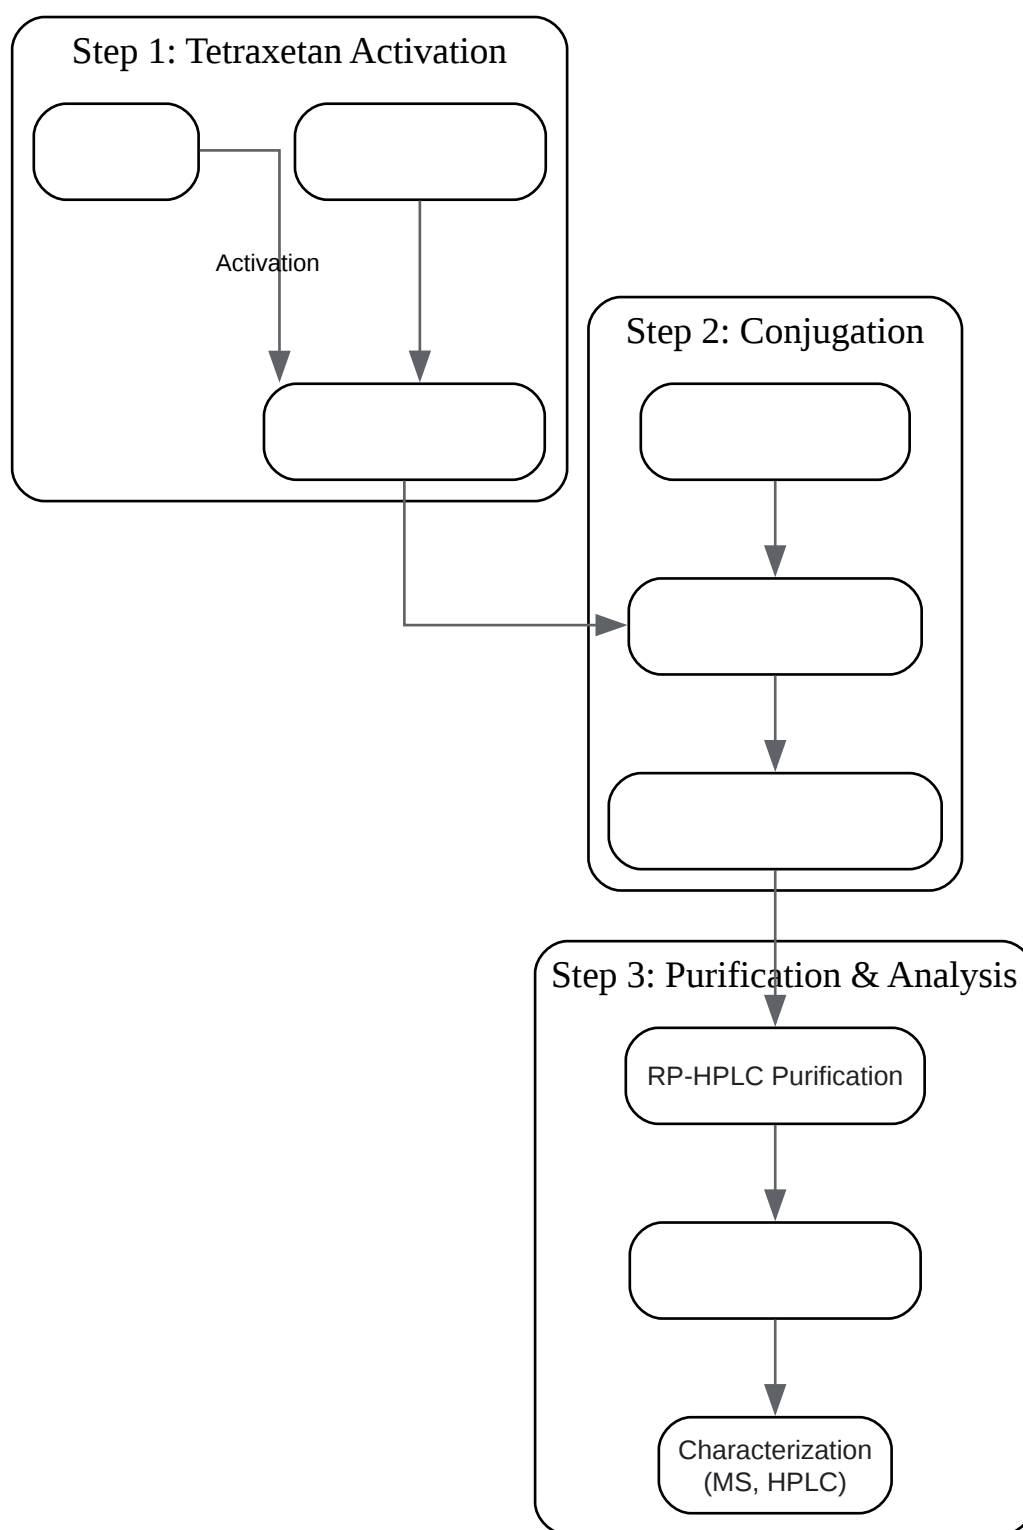 Step 1: Tetraxetan Activation
Activation
Step 2: Conjugation
Step 3: Purification & Analysis
RP-HPLC Purification
Characterization
(MS, HPLC)